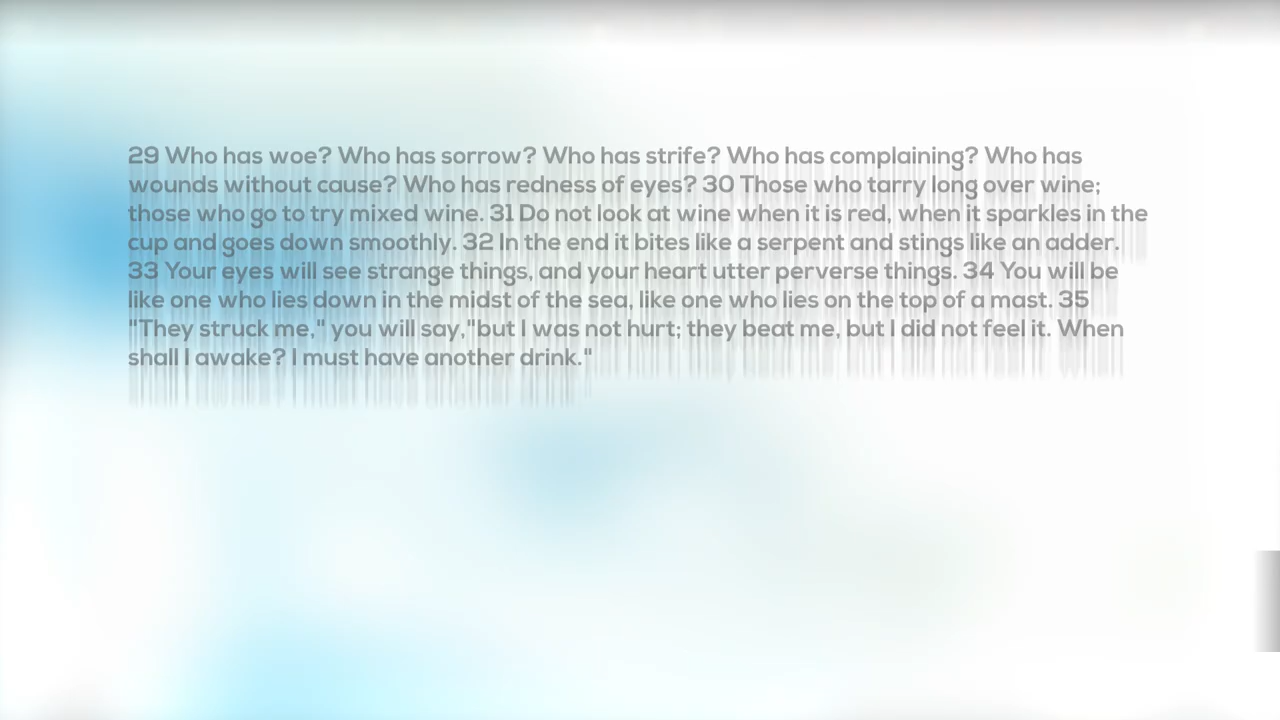 29 Who has woe? Who has sorrow? Who has strife? Who has complaining? Who has
wounds without cause? Who has redness of eyes? 30 Those who tarry long over wine;
those who go to try mixed wine. 31 Do not look at wine when it is red, when it sparkles in the
cup and goes down smoothly. 32 In the end it bites like a serpent and stings like an adder.
33 Your eyes will see strange things, and your heart utter perverse things. 34 You will be
like one who lies down in the midst of the sea, like one who lies on the top of a mast. 35
"They struck me," you will say,"but I was not hurt; they beat me, but I did not feel it. When
shall I awake? I must have another drink."